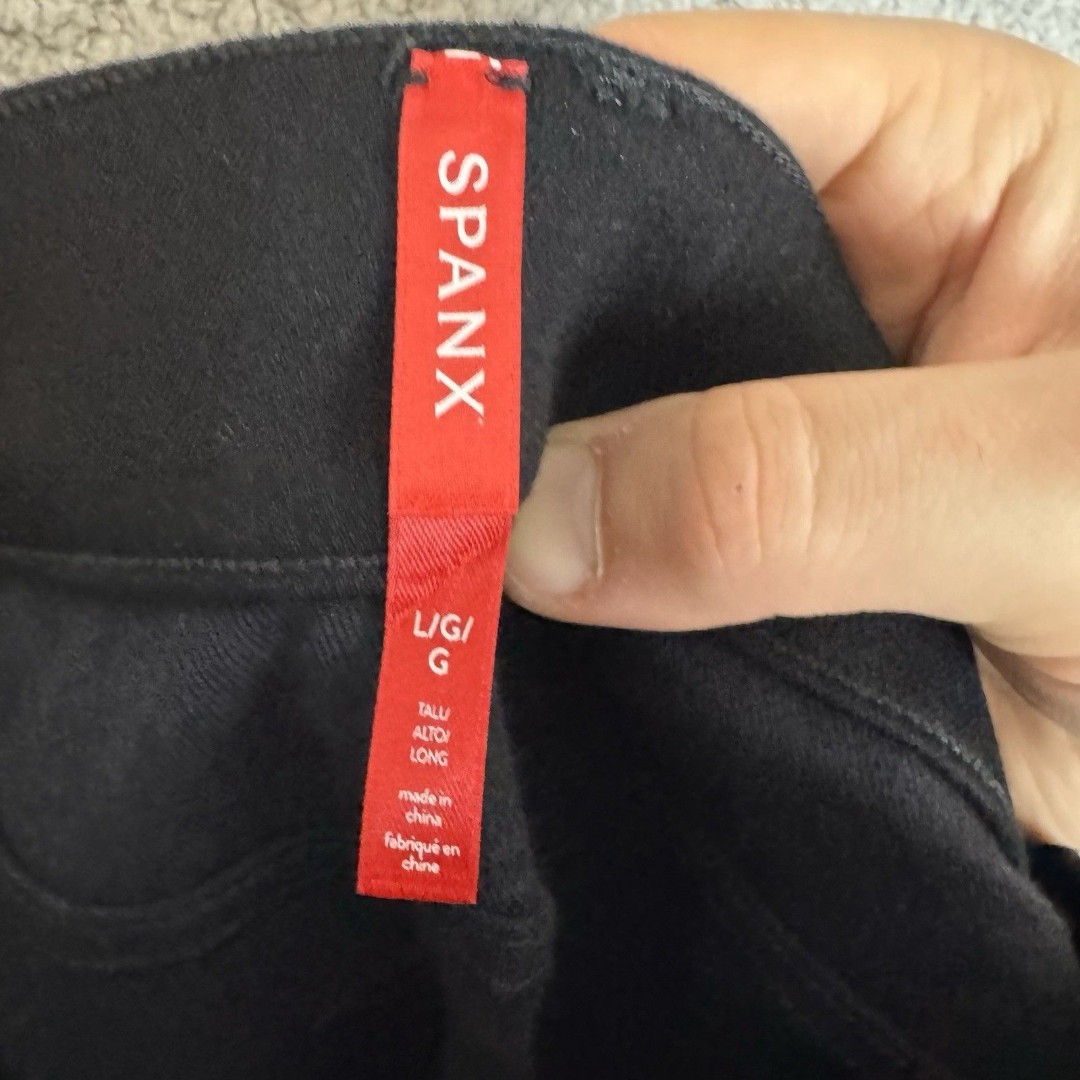 SPANX
L/G/
G
TALL/
ALTO/
LONG
made in
china
fabriqué en
chine